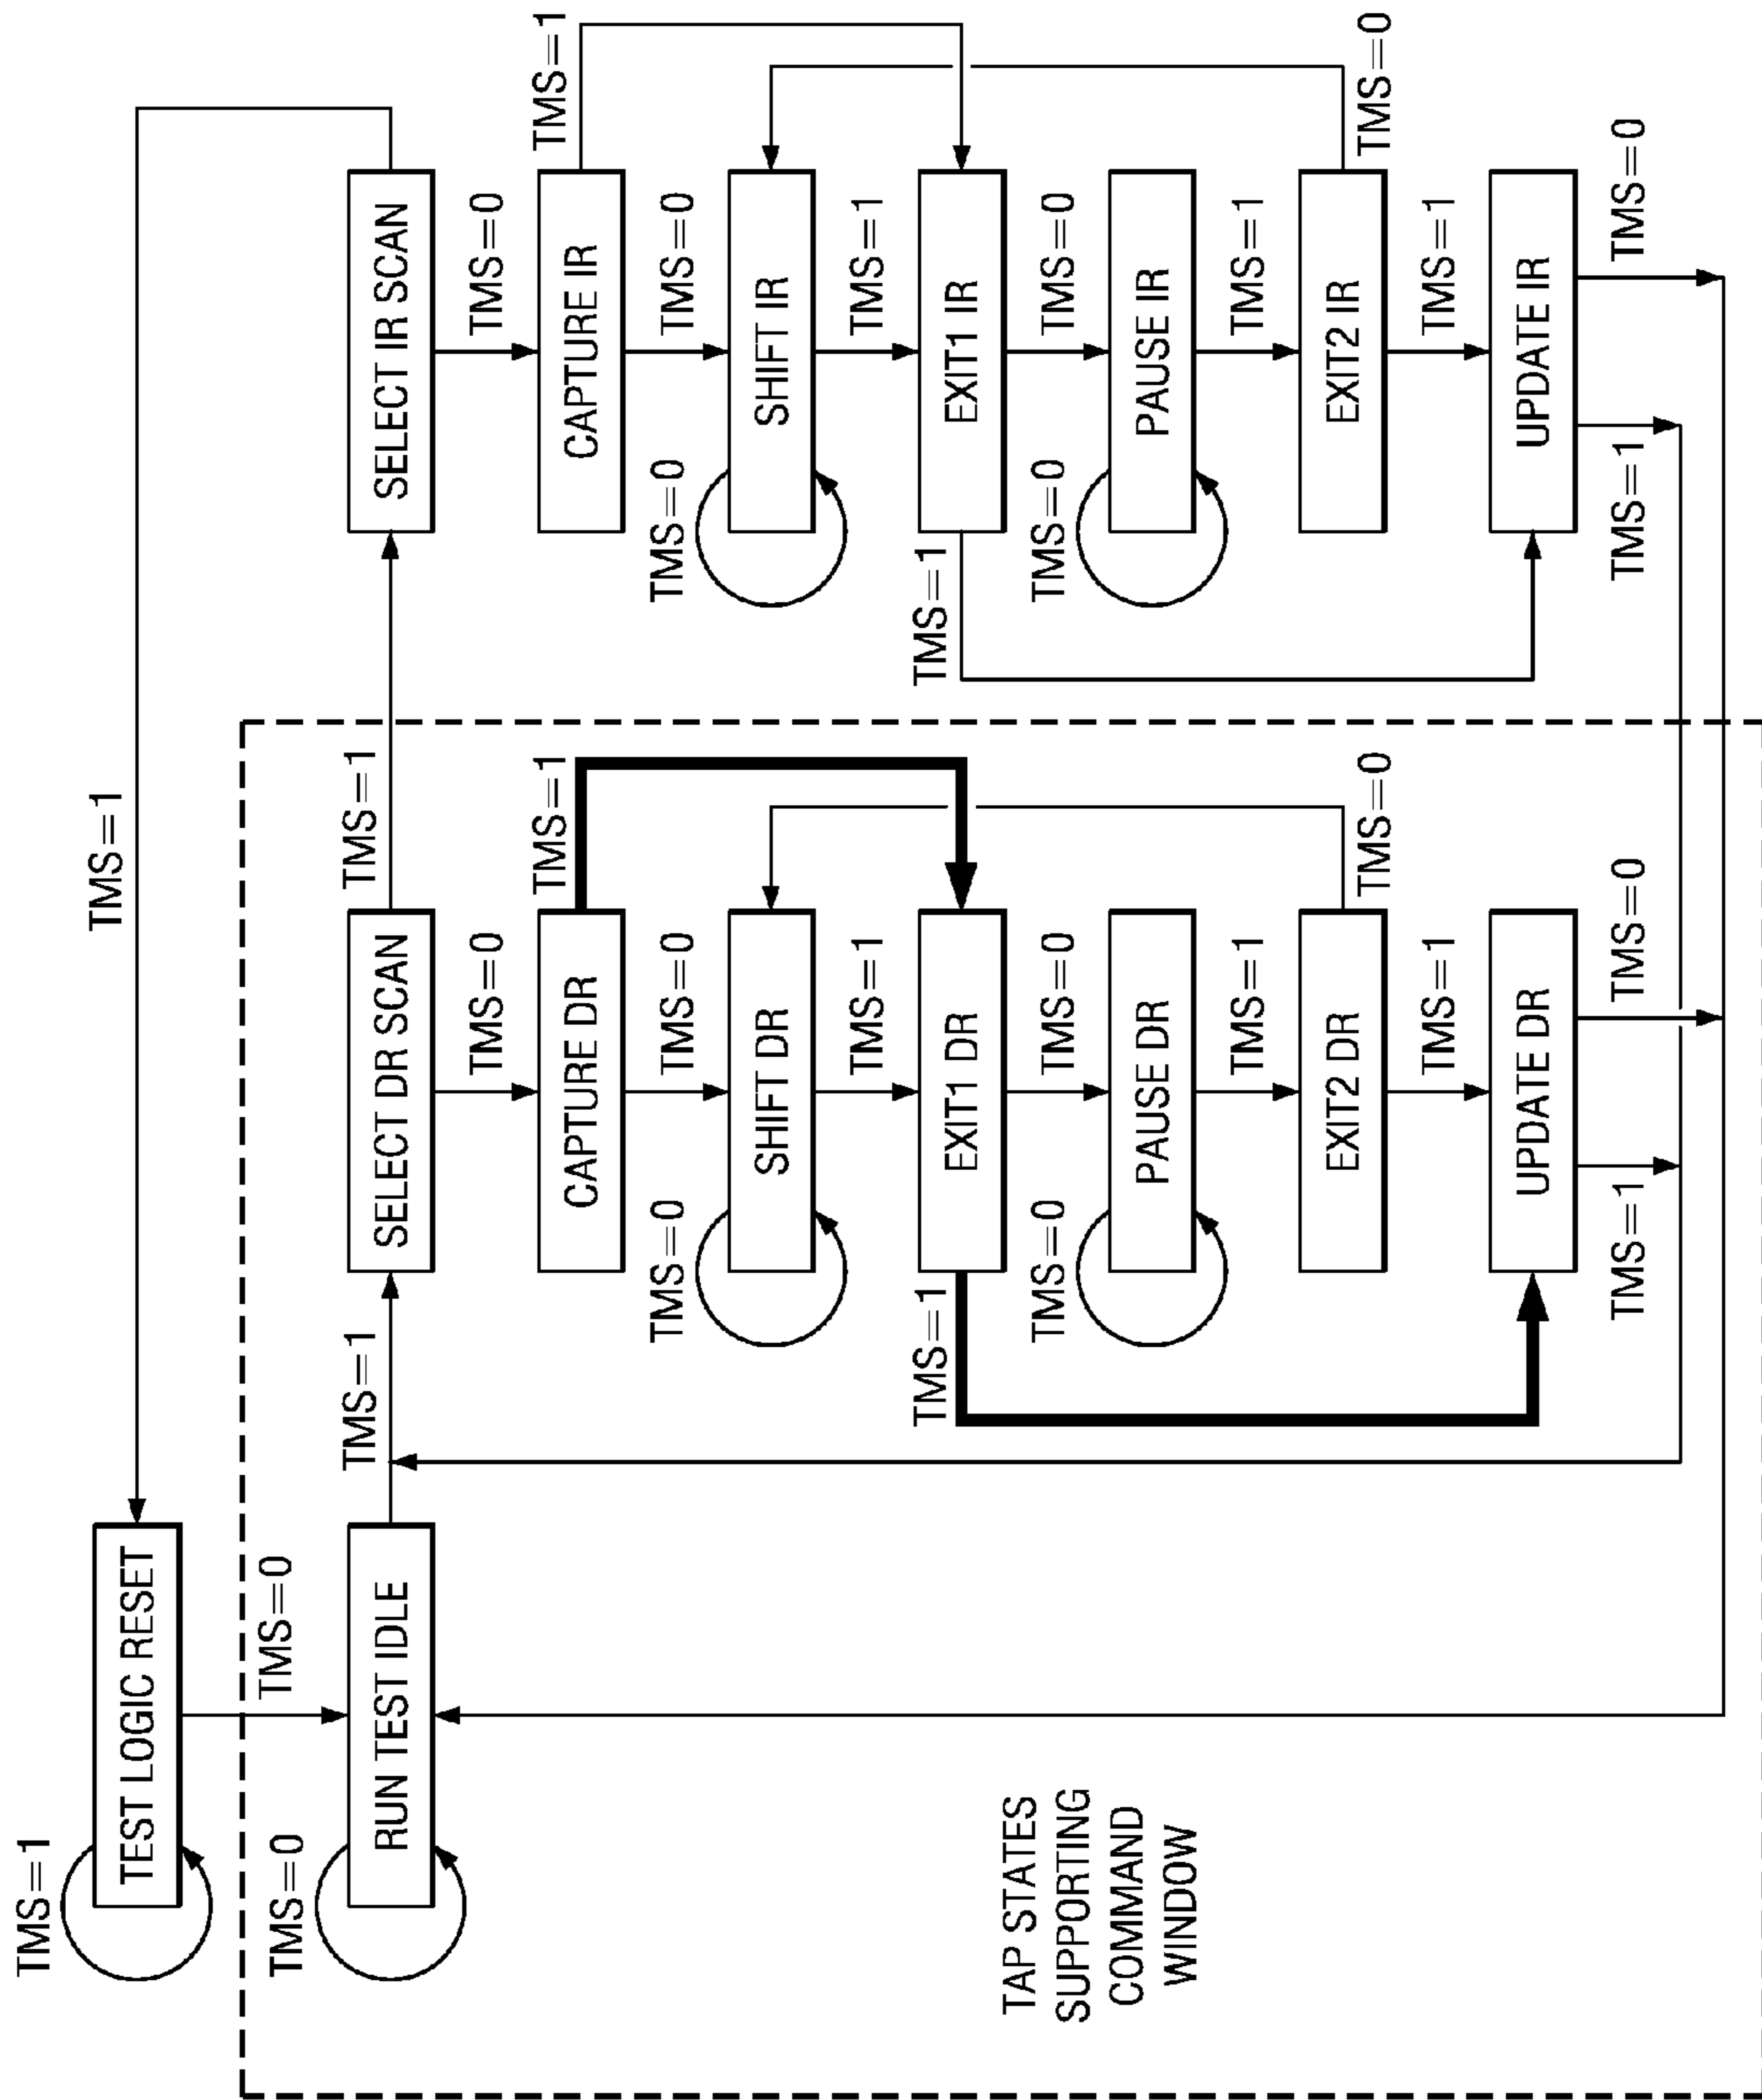 TMS=1
TEST LOGIC RESET
TMS=1
TMS=0
TMS=0
RUN TEST IDLE
TMS=1
SELECT DR SCAN
TMS=1
SELECT IR SCAN
TMS=0
CAPTURE DR
TMS=1
TMS=0
TMS=0
SHIFT DR
TMS=1
TMS=1
EXIT1 DR
TMS=0
TMS=0
PAUSE DR
TMS=1
EXIT2 DR
TMS=0
TMS=1
UPDATE DR
TMS=1
TMS=0
TMS=0
CAPTURE IR
TMS=1
TMS=0
TMS=0
SHIFT IR
TMS=1
TMS=1
EXIT1 IR
TMS=0
TMS=0
PAUSE IR
TMS=1
EXIT2 IR
TMS=0
TMS=1
UPDATE IR
TMS=1
TMS=0
TAP STATES
SUPPORTING
COMMAND
WINDOW